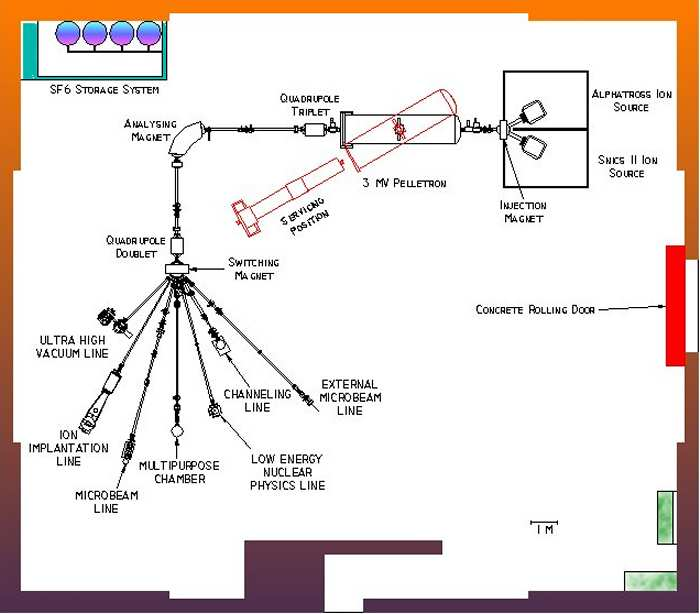 SF6 STORAGE SYSTEM
QUADRUPOLE
TRIPLET
ANALYSING
MAGNET
ALPHATROSS ION
SOURCE
SNICS II ION
SOURCE
3 MV PELLETRON
INJECTION
MAGNET
SERVICING
POSITION
QUADRUPOLE
DOUBLET
SWITCHING
MAGNET
CONCRETE ROLLING DOOR
ULTRA HIGH
VACUUM LINE
CHANNELING
LINE
EXTERNAL
MICROBEAM
LINE
ION
IMPLANTATION
LINE
MULTIPURPOSE
CHAMBER
LOW ENERGY
NUCLEAR
PHYSICS LINE
MICROBEAM
LINE
1 M